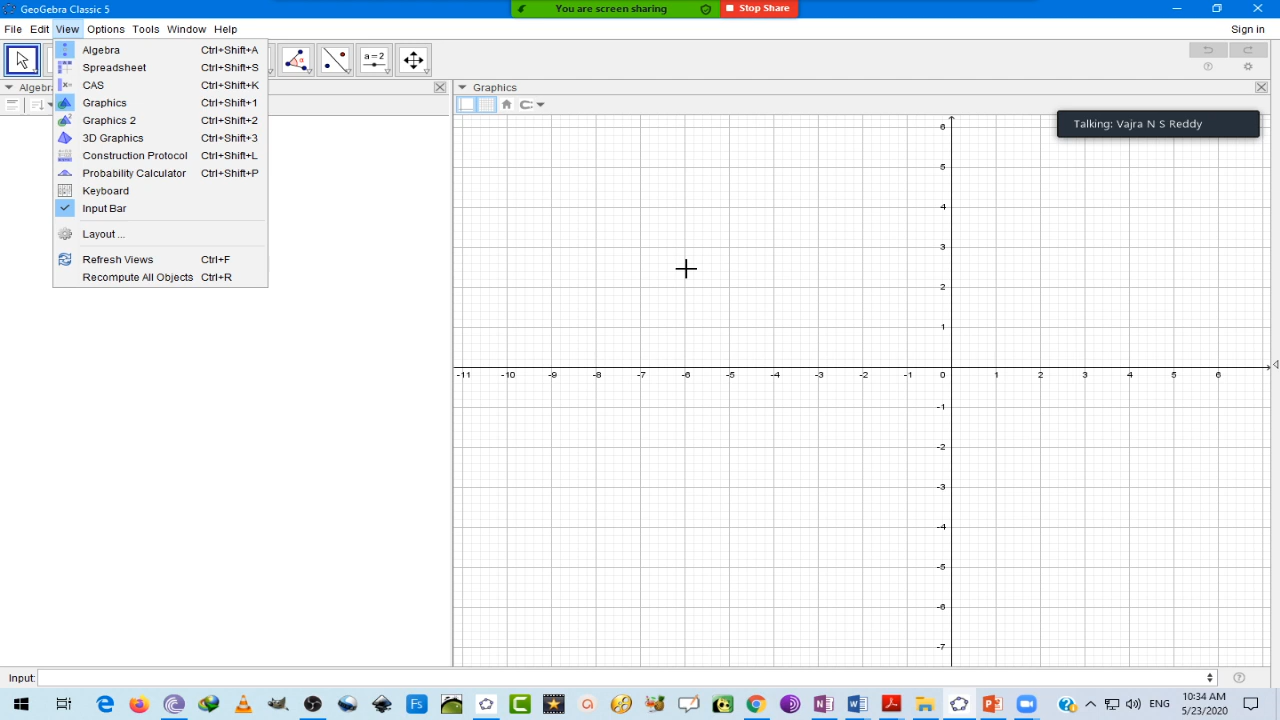 GeoGebra Classic 5
You are screen sharing
Stop Share
File Edit View Options Tools Window Help
Sign in
Algebra Ctrl+Shift+A
Spreadsheet Ctrl+Shift+S
CAS Ctrl+Shift+K
Graphics Ctrl+Shift+1
Graphics 2 Ctrl+Shift+2
3D Graphics Ctrl+Shift+3
Construction Protocol Ctrl+Shift+L
Probability Calculator Ctrl+Shift+P
Keyboard
Input Bar
Layout ...
Refresh Views Ctrl+F
Recompute All Objects Ctrl+R
α
a=2
Algebr
Graphics
Talking: Vajra N S Reddy
6
5
4
3
2
1
-11 -10 -9 -8 -7 -6 -5 -4 -3 -2 -1 0 1 2 3 4 5 6
-1
-2
-3
-4
-5
-6
-7
Input:
Fs
ENG
10:34 AM
5/23/2020